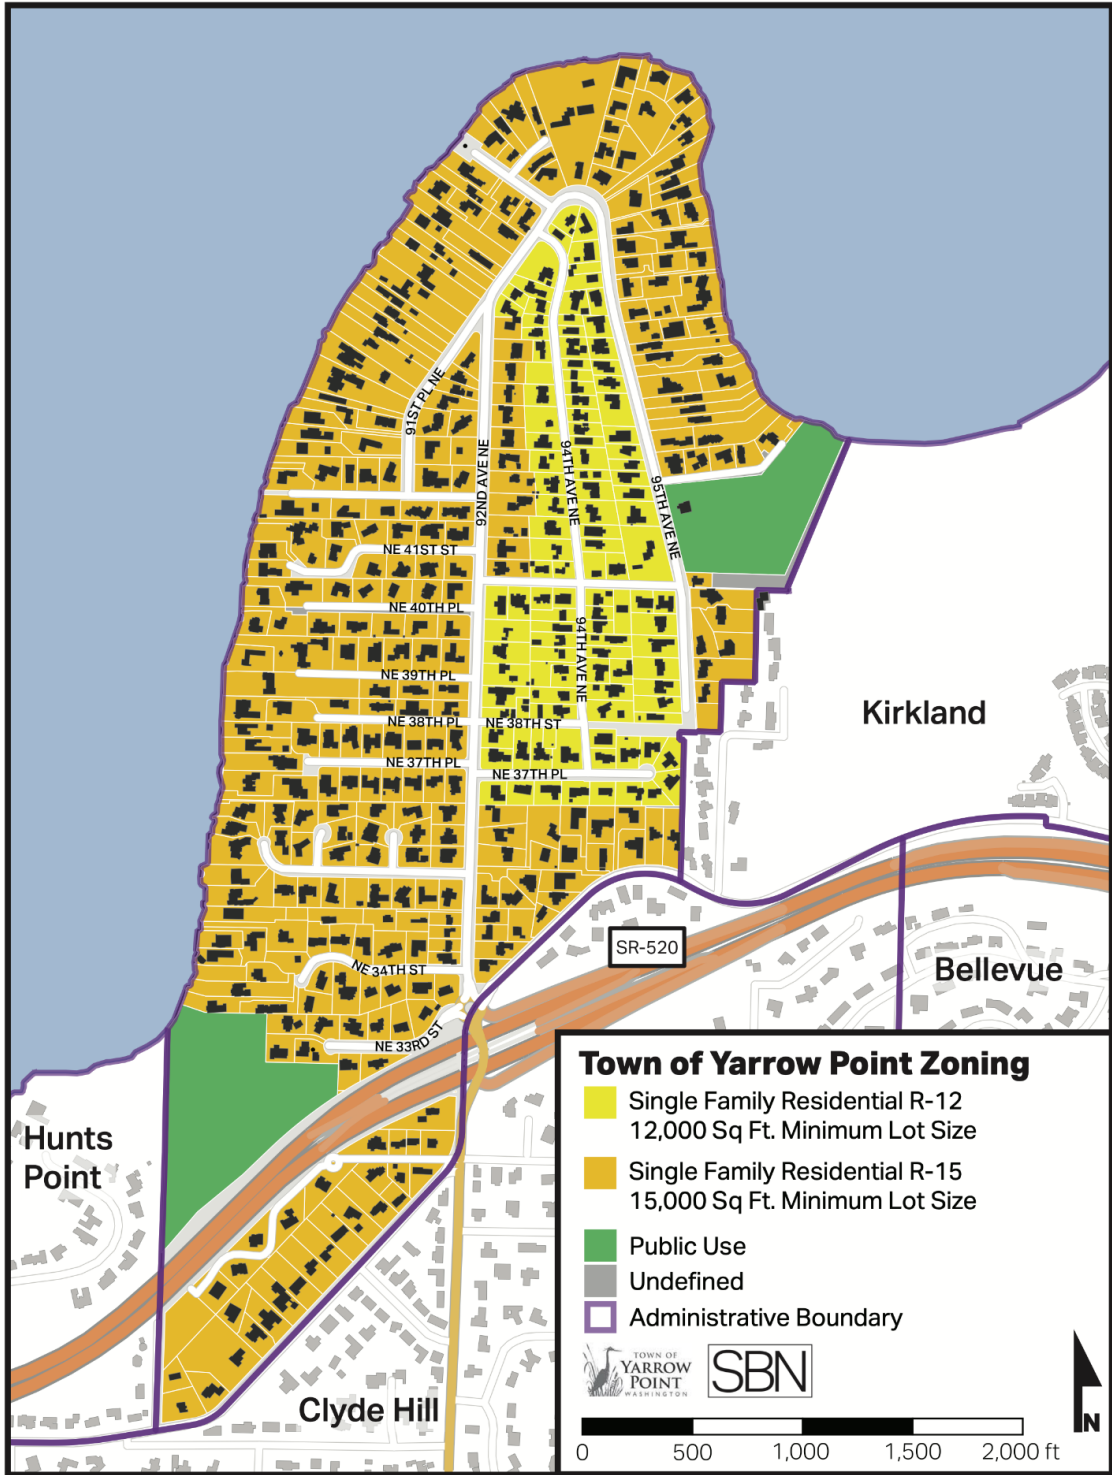 91ST PL NE
92ND AVE NE
94TH AVE NE
95TH AVE NE
NE 41ST ST
NE 40TH PL
94TH AVE NE
NE 39TH PL
NE 38TH PL
NE 38TH ST
Kirkland
NE 37TH PL
NE 37TH PL
SR-520
NE 34TH ST
Bellevue
NE 33RD ST
Hunts
Point
Clyde Hill
Town of Yarrow Point Zoning
Single Family Residential R-12
12,000 Sq Ft. Minimum Lot Size
Single Family Residential R-15
15,000 Sq Ft. Minimum Lot Size
Public Use
Undefined
Administrative Boundary
TOWN OF
YARROW
POINT
WASHINGTON
SBN
N
0 500 1,000 1,500 2,000 ft